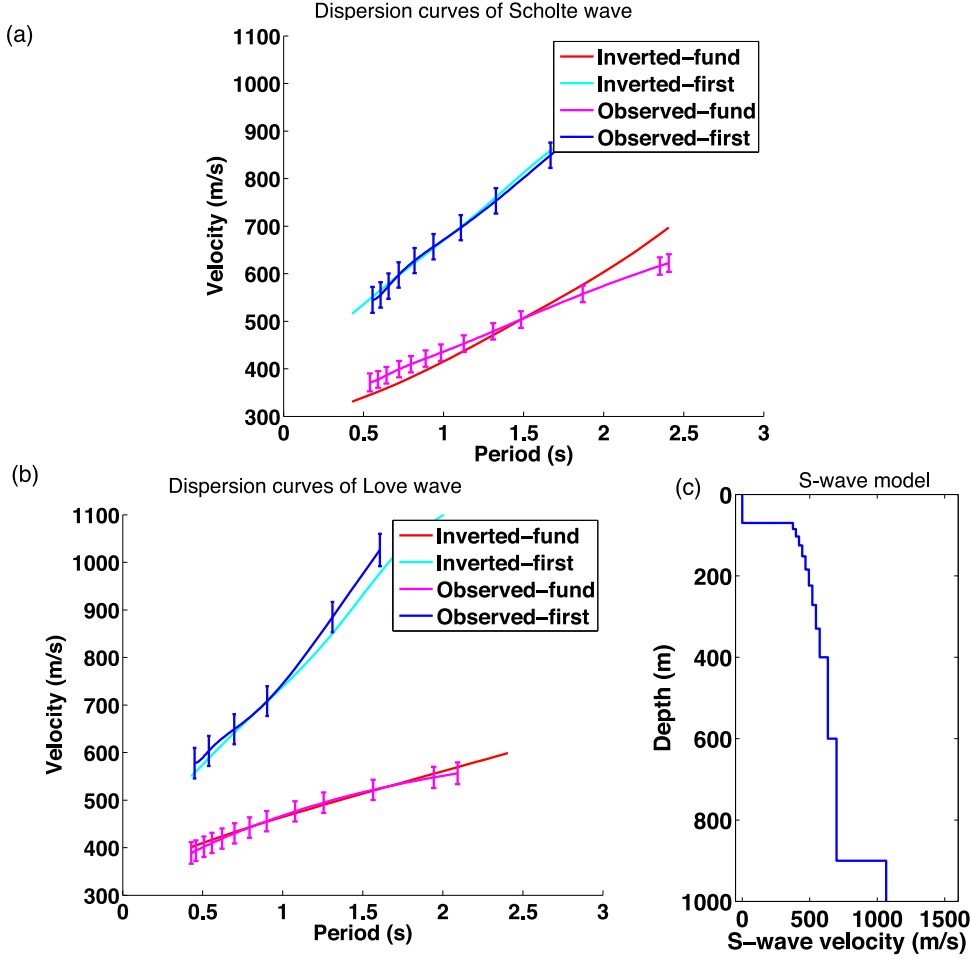 Dispersion curves of Scholte wave
(a)
1100
1000
900
800
700
600
500
400
300
Velocity (m/s)
Inverted–fund
Inverted–first
Observed–fund
Observed–first
0
0.5
1
1.5
2
2.5
3
Period (s)
(b)
Dispersion curves of Love wave
1100
1000
900
800
700
600
500
400
300
Velocity (m/s)
Inverted–fund
Inverted–first
Observed–fund
Observed–first
0
0.5
1
1.5
2
2.5
3
Period (s)
(c)
S-wave model
0
200
400
600
800
1000
Depth (m)
0
500
1000
1500
S–wave velocity (m/s)